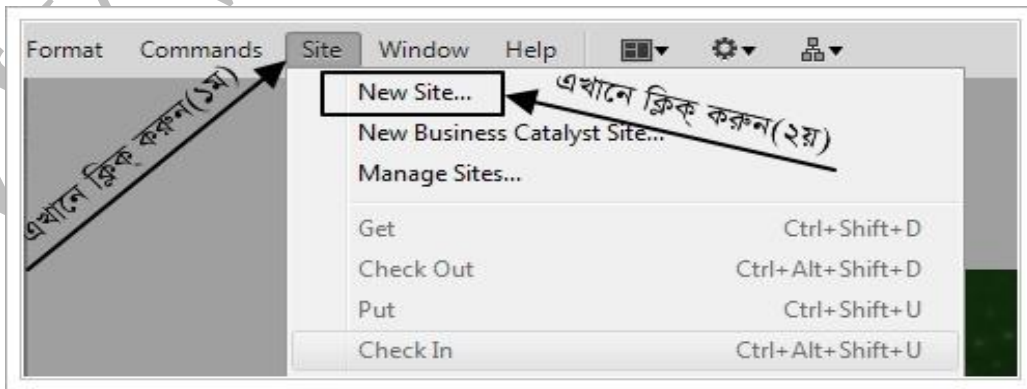 Format Commands Site Window Help
এখানে ক্লিক্ করুন(১ম)
New Site...
এখানে ক্লিক্ করুন(২য়)
New Business Catalyst Site...
Manage Sites...
Get Ctrl+Shift+D
Check Out Ctrl+Alt+Shift+D
Put Ctrl+Shift+U
Check In Ctrl+Alt+Shift+U